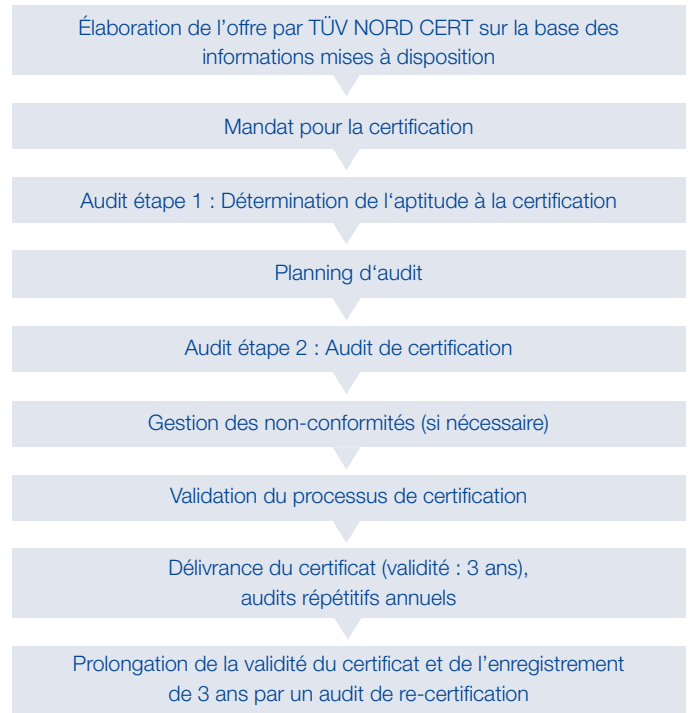 Élaboration de l’offre par TÜV NORD CERT sur la base des
informations mises à disposition
Mandat pour la certification
Audit étape 1 : Détermination de l‘aptitude à la certification
Planning d‘audit
Audit étape 2 : Audit de certification
Gestion des non-conformités (si nécessaire)
Validation du processus de certification
Délivrance du certificat (validité : 3 ans),
audits répétitifs annuels
Prolongation de la validité du certificat et de l’enregistrement
de 3 ans par un audit de re-certification